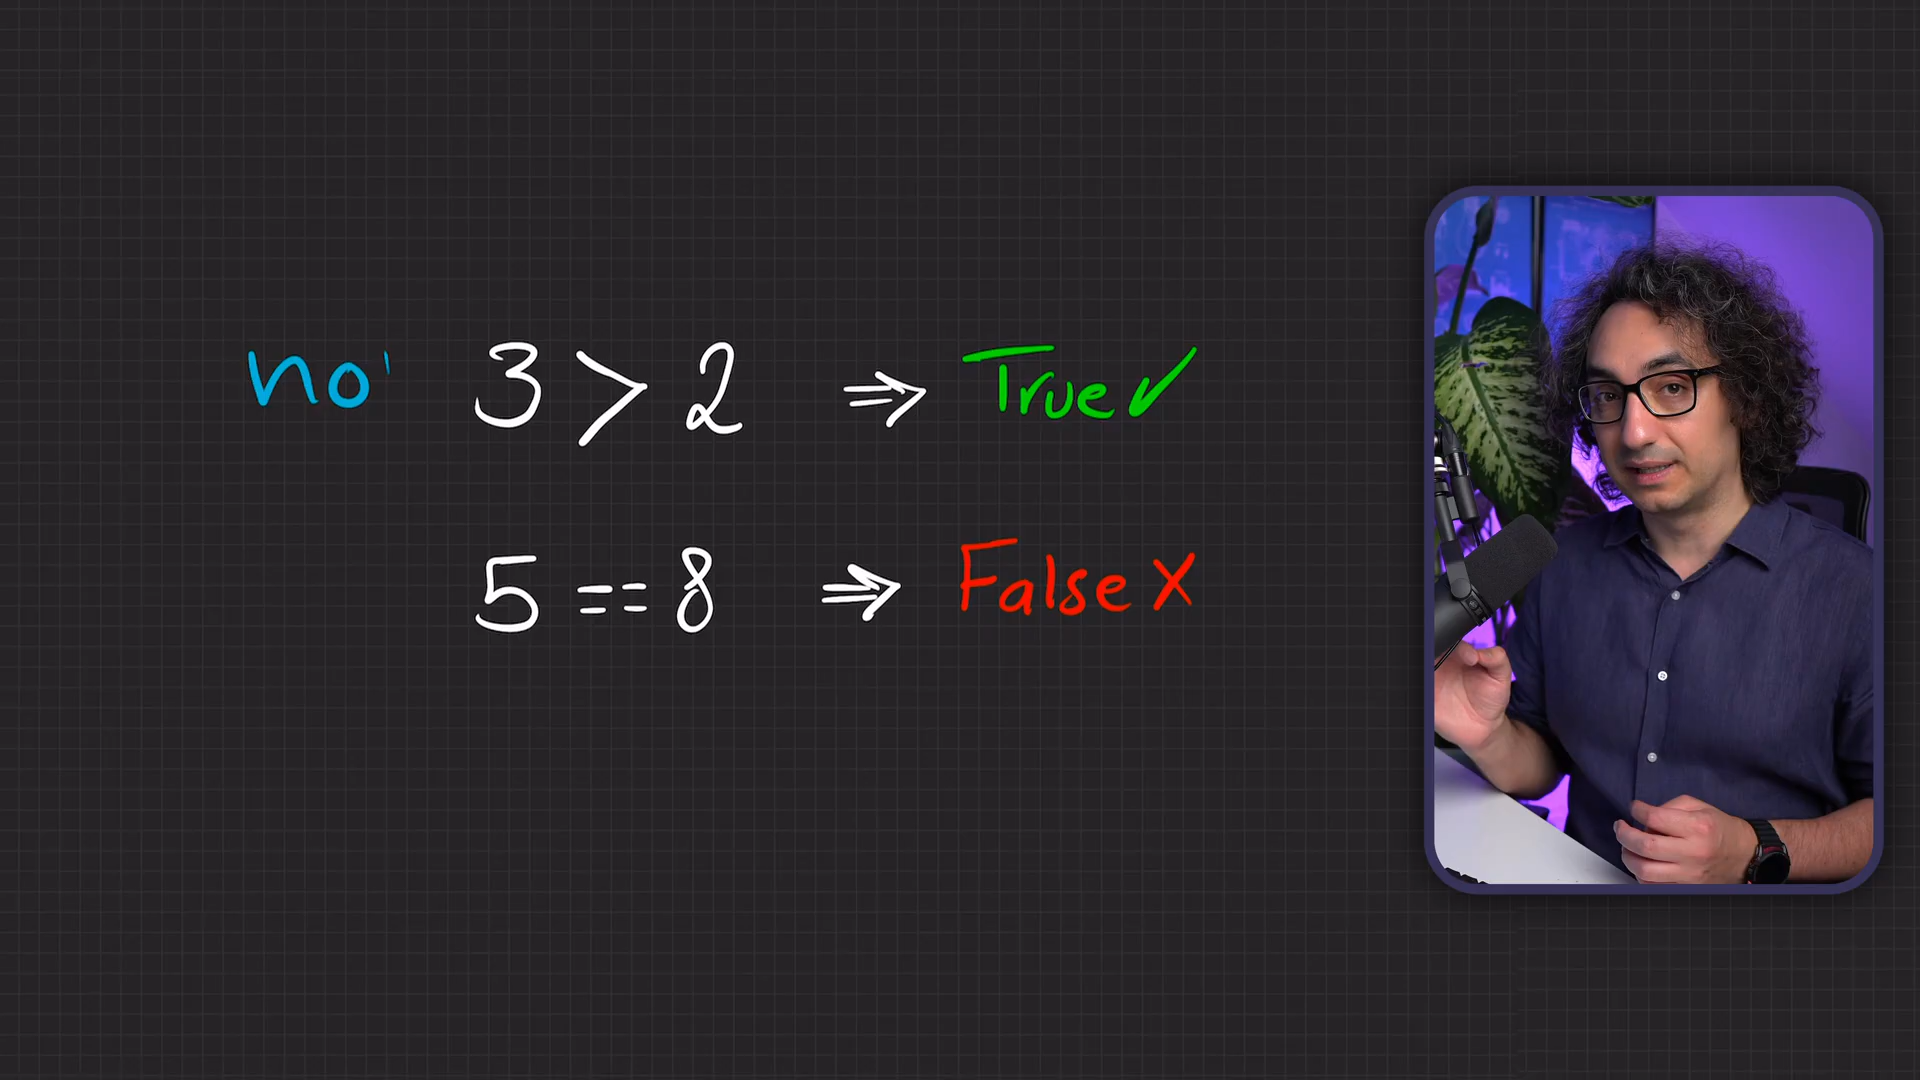 no' 3 > 2 ⇒ True ✓
5 == 8 ⇒ False X